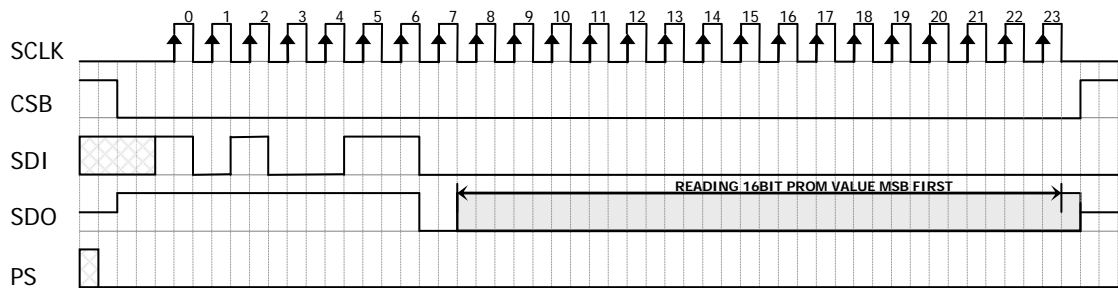 0 1 2 3 4 5 6 7 8 9 10 11 12 13 14 15 16 17 18 19 20 21 22 23
SCLK
CSB
SDI
READING 16BIT PROM VALUE MSB FIRST
SDO
PS